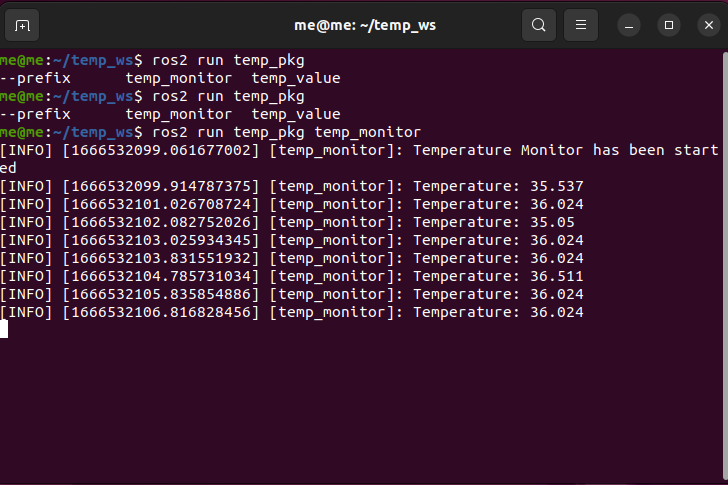 me@me: ~/temp_ws
me@me:~/temp_ws$ ros2 run temp_pkg
--prefix      temp_monitor  temp_value
me@me:~/temp_ws$ ros2 run temp_pkg
--prefix      temp_monitor  temp_value
me@me:~/temp_ws$ ros2 run temp_pkg temp_monitor
[INFO] [1666532099.061677002] [temp_monitor]: Temperature Monitor has been start
ed
[INFO] [1666532099.914787375] [temp_monitor]: Temperature: 35.537
[INFO] [1666532101.026708724] [temp_monitor]: Temperature: 36.024
[INFO] [1666532102.082752026] [temp_monitor]: Temperature: 35.05
[INFO] [1666532103.025934345] [temp_monitor]: Temperature: 36.024
[INFO] [1666532103.831551932] [temp_monitor]: Temperature: 36.024
[INFO] [1666532104.785731034] [temp_monitor]: Temperature: 36.511
[INFO] [1666532105.835854886] [temp_monitor]: Temperature: 36.024
[INFO] [1666532106.816828456] [temp_monitor]: Temperature: 36.024